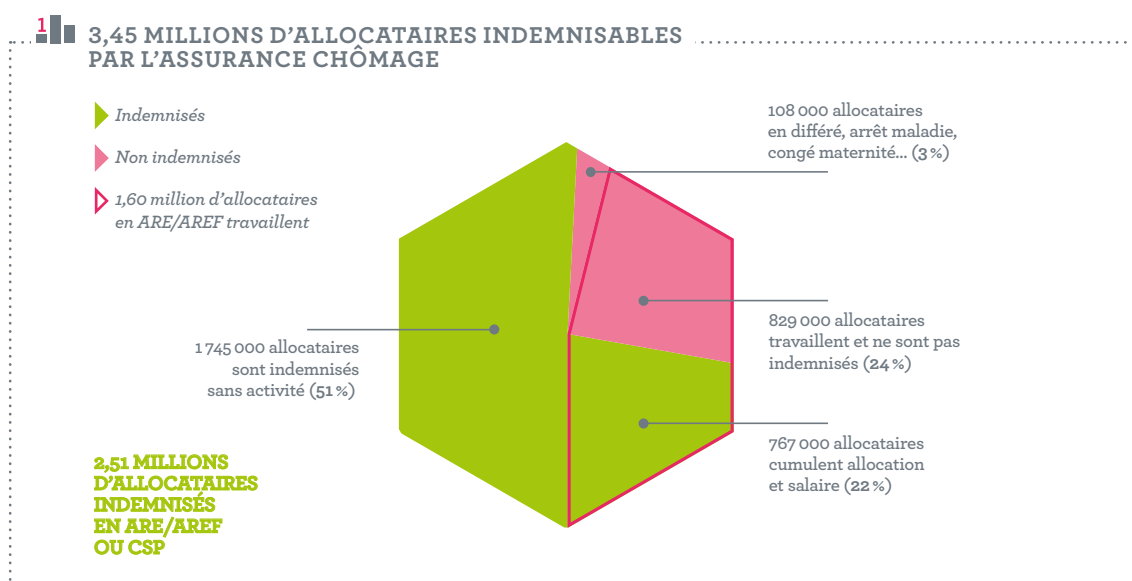 1
3,45 MILLIONS D’ALLOCATAIRES INDEMNISABLES
PAR L’ASSURANCE CHÔMAGE
Indemnisés
Non indemnisés
1,60 million d’allocataires
en ARE/AREF travaillent
108 000 allocataires
en différé, arrêt maladie,
congé maternité... (3 %)
829 000 allocataires
travaillent et ne sont pas
indemnisés (24 %)
1 745 000 allocataires
sont indemnisés
sans activité (51 %)
767 000 allocataires
cumulent allocation
et salaire (22 %)
2,51 MILLIONS
D’ALLOCATAIRES
INDEMNISÉS
EN ARE/AREF
OU CSP